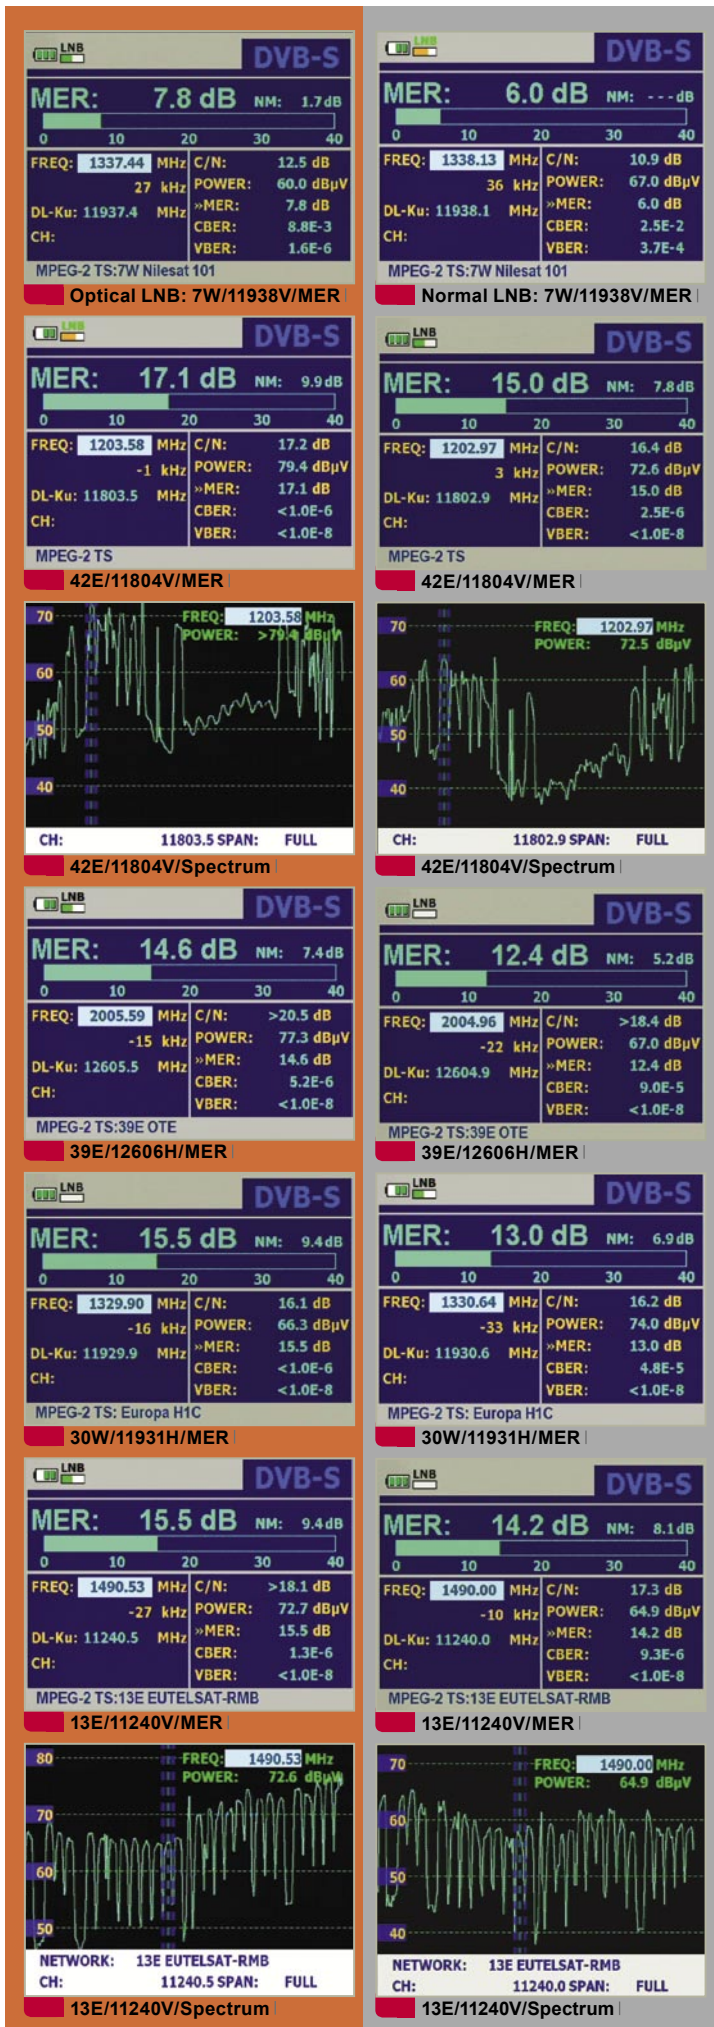 LNB DVB-S
MER: 7.8 dB NM: 1.7dB
0 10 20 30 40
FREQ: 1337.44 MHz C/N: 12.5 dB
27 kHz POWER: 60.0 dBµV
DL-Ku: 11937.4 MHz »MER: 7.8 dB
CH: CBER: 8.8E-3
VBER: 1.6E-6
MPEG-2 TS:7W Nilesat 101
Optical LNB: 7W/11938V/MER
LNB DVB-S
MER: 6.0 dB NM: ---dB
0 10 20 30 40
FREQ: 1338.13 MHz C/N: 10.9 dB
36 kHz POWER: 67.0 dBµV
DL-Ku: 11938.1 MHz »MER: 6.0 dB
CH: CBER: 2.5E-2
VBER: 3.7E-4
MPEG-2 TS:7W Nilesat 101
Normal LNB: 7W/11938V/MER
LNB DVB-S
MER: 17.1 dB NM: 9.9dB
0 10 20 30 40
FREQ: 1203.58 MHz C/N: 17.2 dB
-1 kHz POWER: 79.4 dBµV
DL-Ku: 11803.5 MHz »MER: 17.1 dB
CH: CBER: <1.0E-6
VBER: <1.0E-8
MPEG-2 TS
42E/11804V/MER
LNB DVB-S
MER: 15.0 dB NM: 7.8dB
0 10 20 30 40
FREQ: 1202.97 MHz C/N: 16.4 dB
3 kHz POWER: 72.6 dBµV
DL-Ku: 11802.9 MHz »MER: 15.0 dB
CH: CBER: 2.5E-6
VBER: <1.0E-8
MPEG-2 TS
42E/11804V/MER
70 FREQ: 1203.58 MHz
POWER: >79.4 dBµV
60
50
40
CH: 11803.5 SPAN: FULL
42E/11804V/Spectrum
70 FREQ: 1202.97 MHz
POWER: 72.5 dBµV
60
50
40
CH: 11802.9 SPAN: FULL
42E/11804V/Spectrum
LNB DVB-S
MER: 14.6 dB NM: 7.4dB
0 10 20 30 40
FREQ: 2005.59 MHz C/N: >20.5 dB
-15 kHz POWER: 77.3 dBµV
DL-Ku: 12605.5 MHz »MER: 14.6 dB
CH: CBER: 5.2E-6
VBER: <1.0E-8
MPEG-2 TS:39E OTE
39E/12606H/MER
LNB DVB-S
MER: 12.4 dB NM: 5.2dB
0 10 20 30 40
FREQ: 2004.96 MHz C/N: >18.4 dB
-22 kHz POWER: 67.0 dBµV
DL-Ku: 12604.9 MHz »MER: 12.4 dB
CH: CBER: 9.0E-5
VBER: <1.0E-8
MPEG-2 TS:39E OTE
39E/12606H/MER
LNB DVB-S
MER: 15.5 dB NM: 9.4dB
0 10 20 30 40
FREQ: 1329.90 MHz C/N: 16.1 dB
-16 kHz POWER: 66.3 dBµV
DL-Ku: 11929.9 MHz »MER: 15.5 dB
CH: CBER: <1.0E-6
VBER: <1.0E-8
MPEG-2 TS: Europa H1C
30W/11931H/MER
LNB DVB-S
MER: 13.0 dB NM: 6.9dB
0 10 20 30 40
FREQ: 1330.64 MHz C/N: 16.2 dB
-33 kHz POWER: 74.0 dBµV
DL-Ku: 11930.6 MHz »MER: 13.0 dB
CH: CBER: 4.8E-5
VBER: <1.0E-8
MPEG-2 TS: Europa H1C
30W/11931H/MER
LNB DVB-S
MER: 15.5 dB NM: 9.4dB
0 10 20 30 40
FREQ: 1490.53 MHz C/N: >18.1 dB
-27 kHz POWER: 72.7 dBµV
DL-Ku: 11240.5 MHz »MER: 15.5 dB
CH: CBER: 1.3E-6
VBER: <1.0E-8
MPEG-2 TS:13E EUTELSAT-RMB
13E/11240V/MER
LNB DVB-S
MER: 14.2 dB NM: 8.1dB
0 10 20 30 40
FREQ: 1490.00 MHz C/N: 17.3 dB
-10 kHz POWER: 64.9 dBµV
DL-Ku: 11240.0 MHz »MER: 14.2 dB
CH: CBER: 9.3E-6
VBER: <1.0E-8
MPEG-2 TS:13E EUTELSAT-RMB
13E/11240V/MER
80 FREQ: 1490.53 MHz
POWER: 72.6 dBµV
70
60
50
NETWORK: 13E EUTELSAT-RMB
CH: 11240.5 SPAN: FULL
13E/11240V/Spectrum
70 FREQ: 1490.00 MHz
POWER: 64.9 dBµV
60
50
40
NETWORK: 13E EUTELSAT-RMB
CH: 11240.0 SPAN: FULL
13E/11240V/Spectrum